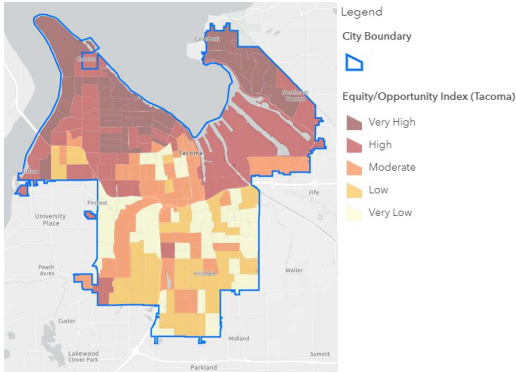 Legend
City Boundary
Equity/Opportunity Index (Tacoma)
Very High
High
Moderate
Low
Very Low
Tacoma
Fife
Fircrest
University
Place
Peach
Acres
Waller
Custer
Midland
Lakewood
Clover Park
Parkland
Summit